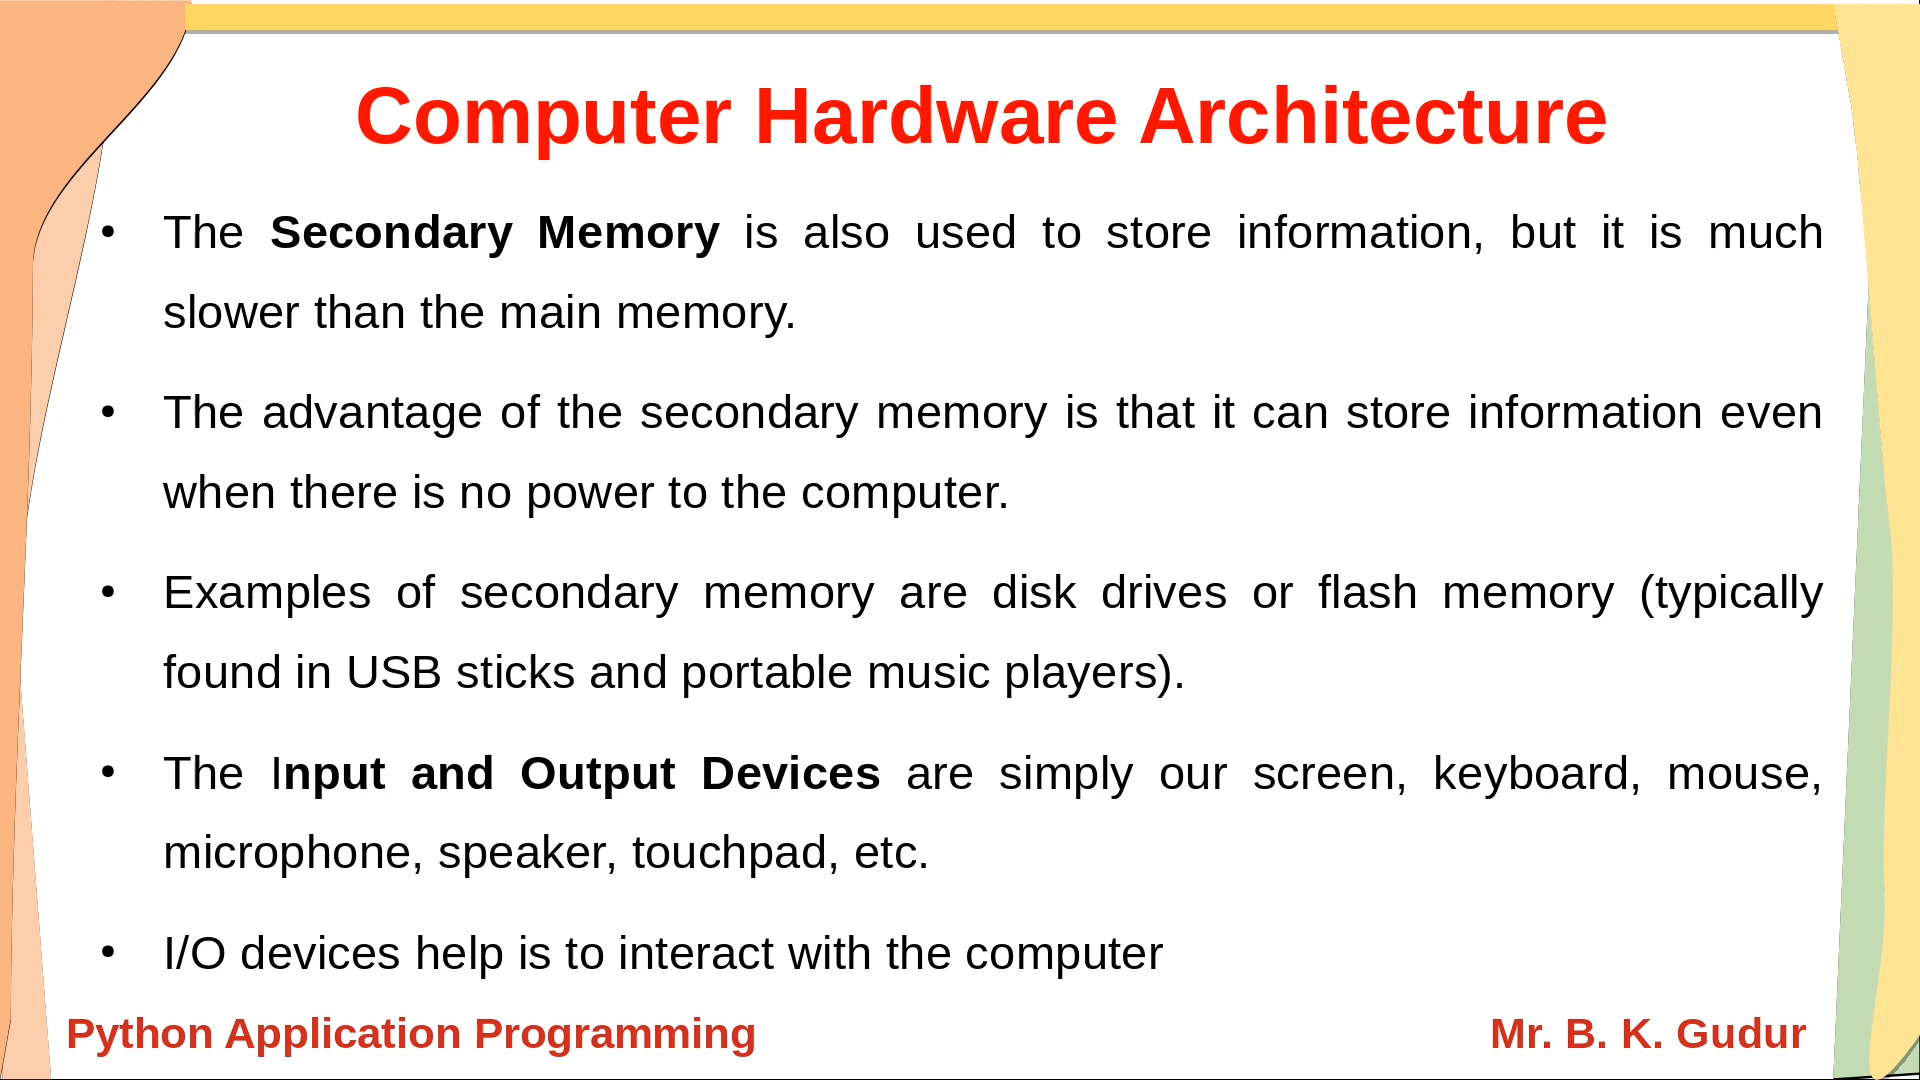 Computer Hardware Architecture
• The Secondary Memory is also used to store information, but it is much
slower than the main memory.
• The advantage of the secondary memory is that it can store information even
when there is no power to the computer.
• Examples of secondary memory are disk drives or flash memory (typically
found in USB sticks and portable music players).
• The Input and Output Devices are simply our screen, keyboard, mouse,
microphone, speaker, touchpad, etc.
• I/O devices help is to interact with the computer
Python Application Programming
Mr. B. K. Gudur